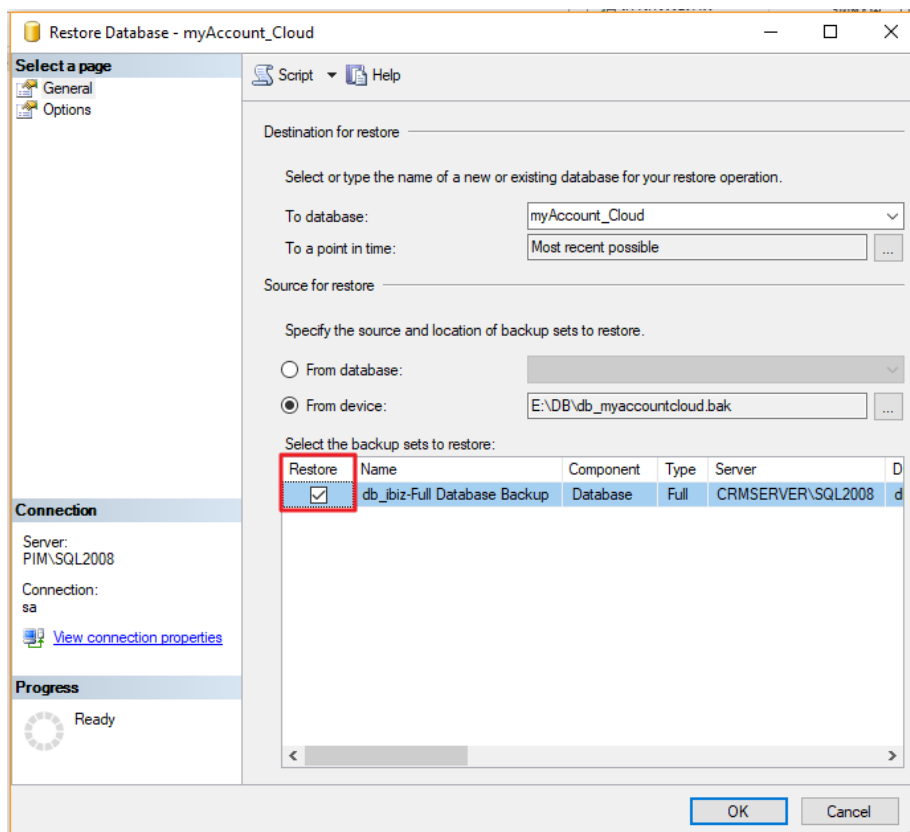 Restore Database - myAccount_Cloud
Select a page
General
Options
Script
Help
Destination for restore
Select or type the name of a new or existing database for your restore operation.
To database:
myAccount_Cloud
To a point in time:
Most recent possible
...
Source for restore
Specify the source and location of backup sets to restore.
From database:
From device:
E:\DB\db_myaccountcloud.bak
...
Select the backup sets to restore:
Restore Name Component Type Server D
db_ibiz-Full Database Backup Database Full CRMSERVER\SQL2008 d
Connection
Server:
PIM\SQL2008
Connection:
sa
View connection properties
Progress
Ready
OK
Cancel